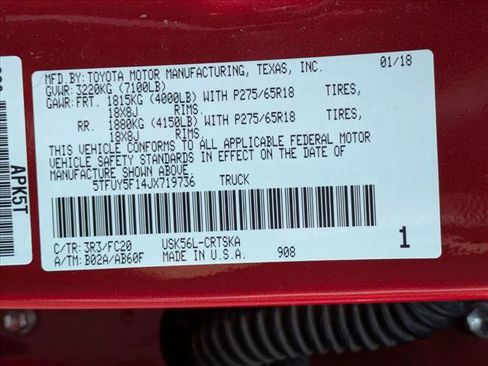 MFD.BY: TOYOTA MOTOR MANUFACTURING, TEXAS, INC. 01/18
GVWR: 3220KG (7100LB)
GAWR: FRT. 1815KG (4000LB) WITH P275/65R18 TIRES,
18X8J RIMS.
RR. 1880KG (4150LB) WITH P275/65R18 TIRES,
18X8J RIMS.
THIS VEHICLE CONFORMS TO ALL APPLICABLE FEDERAL MOTOR
VEHICLE SAFETY STANDARDS IN EFFECT ON THE DATE OF
MANUFACTURE SHOWN ABOVE.
5TFUY5F14JX719736 TRUCK
C/TR: 3R3/FC20 USK56L-CRTSKA
A/TM: B02A/AB60F MADE IN U.S.A. 908
1
APK5T